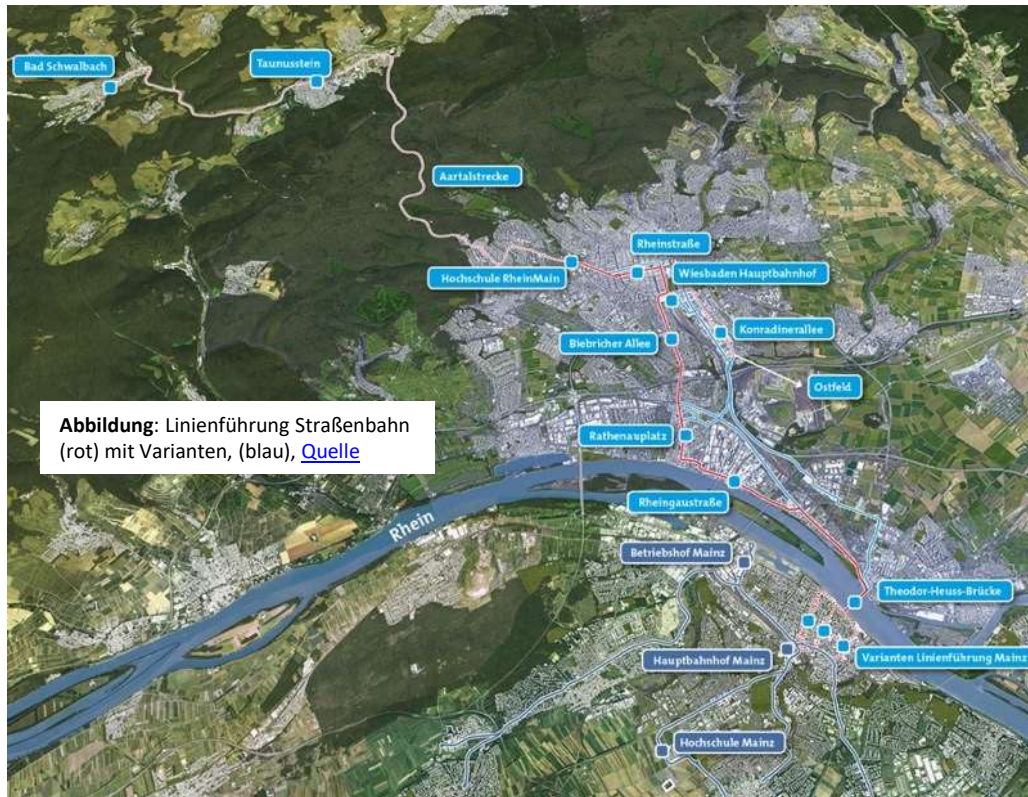 Bad Schwalbach
Taunusstein
Aartalstrecke
Rheinstraße
Hochschule RheinMain
Wiesbaden Hauptbahnhof
Konradinerallee
Biebricher Allee
Ostfeld
Abbildung: Linienführung Straßenbahn
(rot) mit Varianten, (blau), Quelle
Rathenauplatz
Rheingaustraße
Rhein
Betriebshof Mainz
Theodor-Heuss-Brücke
Hauptbahnhof Mainz
Varianten Linienführung Mainz
Hochschule Mainz